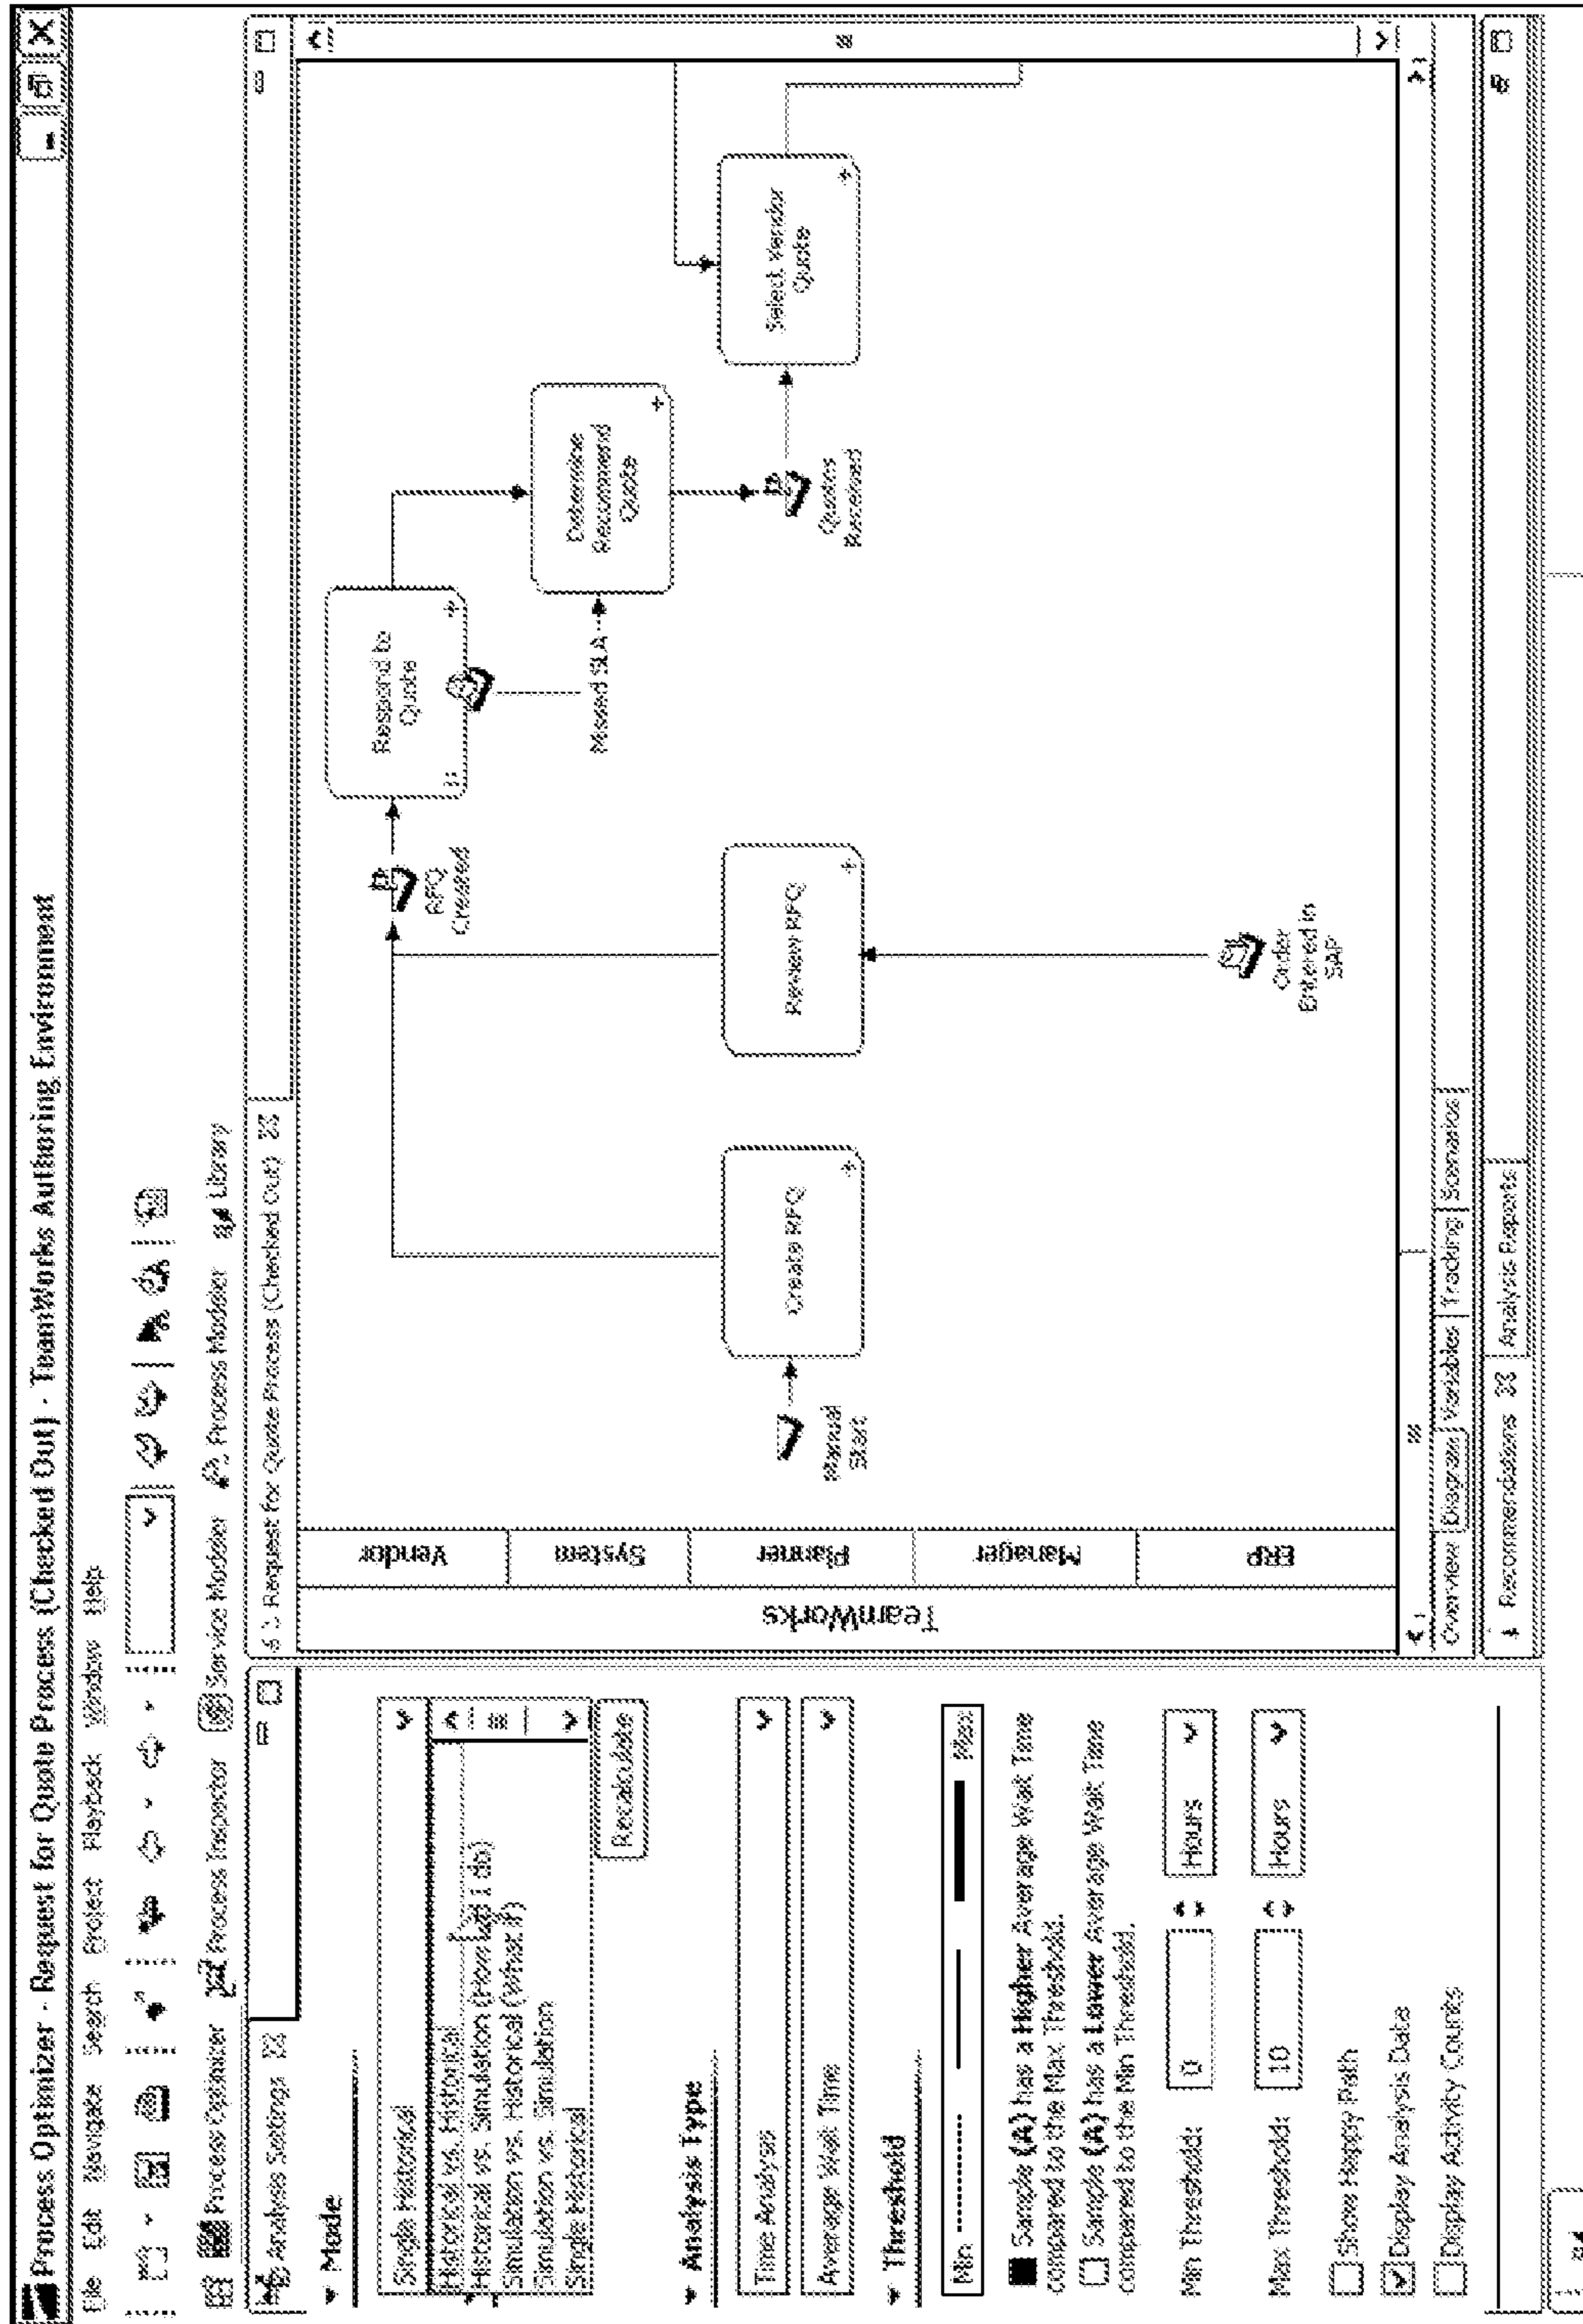 Process Optimizer - Request for Quote Process (Checked Out) - TeamWorks Authoring Environment
File Edit Navigate Search Project Playback Window Help
Process Optimizer Process Inspector Service Modeler Process Modeler Library
Analysis Settings
Mode
Single Historical
Historical vs. Historical
Historical vs. Simulation (How did I do)
Simulation vs. Historical (What if)
Simulation vs. Simulation
Single Historical
Recalculate
Analysis Type
Time Analysis
Average Wait Time
Threshold
Min Max
Sample (A) has a Higher Average Wait Time
compared to the Max Threshold.
Sample (A) has a Lower Average Wait Time
compared to the Min Threshold.
Min Threshold: 0 Hours
Max Threshold: 10 Hours
Show Happy Path
Display Analysis Data
Display Activity Counts
Request for Quote Process (Checked Out)
TeamWorks
Vendor
System
Planner
Manager
ERP
Manual
Start
Create RFQ
Review RFQ
Order
Entered in
SAP
RFQ
Created
Respond to
Quote
Missed SLA
Determine
Recommend
Quote
Quotes
Received
Select Vendor
Quote
Overview Diagram Variables Tracking Scenarios
Recommendations Analysis Reports